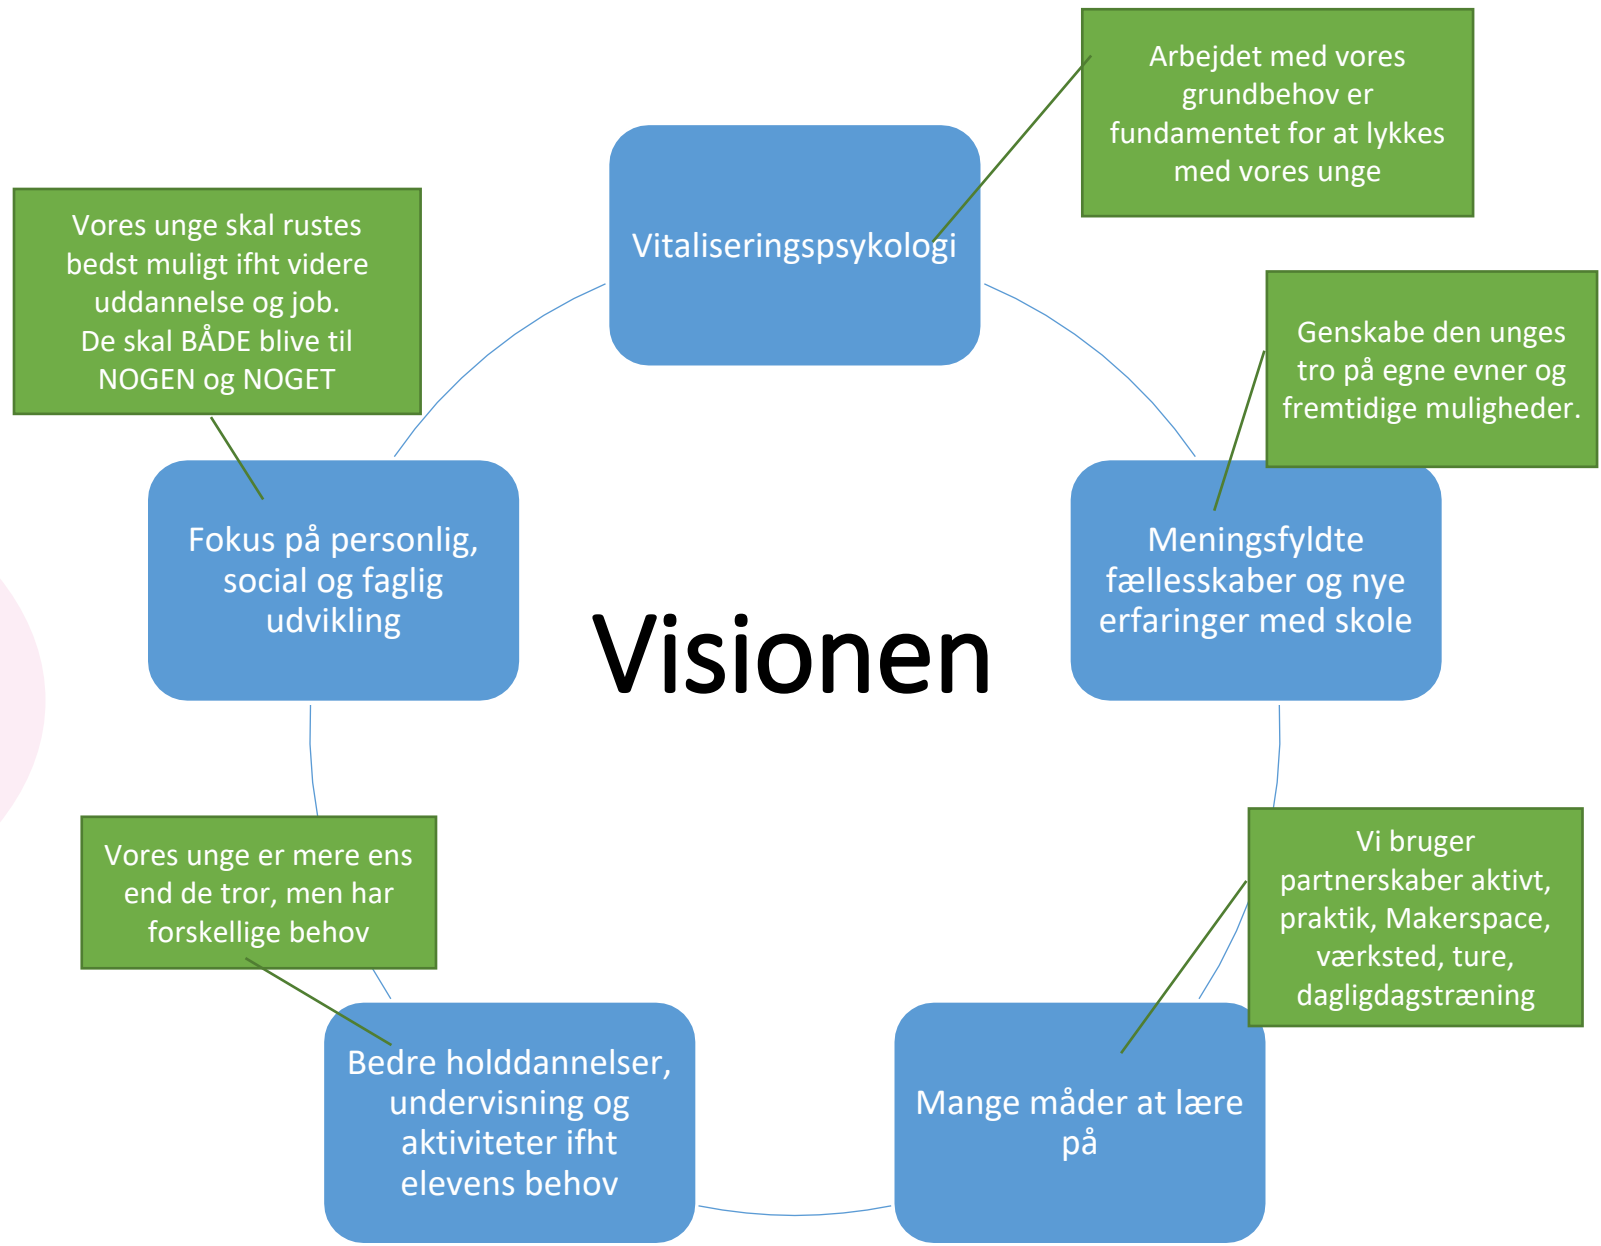 Arbejdet med vores
grundbehov er
fundamentet for at lykkes
med vores unge
Vitaliseringspsykologi
Vores unge skal rustes
bedst muligt ifht videre
uddannelse og job.
De skal BÅDE blive til
NOGEN og NOGET
Genskabe den unges
tro på egne evner og
fremtidige muligheder.
Fokus på personlig,
social og faglig
udvikling
Meningsfyldte
fællesskaber og nye
erfaringer med skole
Visionen
Vores unge er mere ens
end de tror, men har
forskellige behov
Vi bruger
partnerskaber aktivt,
praktik, Makerspace,
værksted, ture,
dagligdagstræning
Bedre holddannelser,
undervisning og
aktiviteter ifht
elevens behov
Mange måder at lære
på